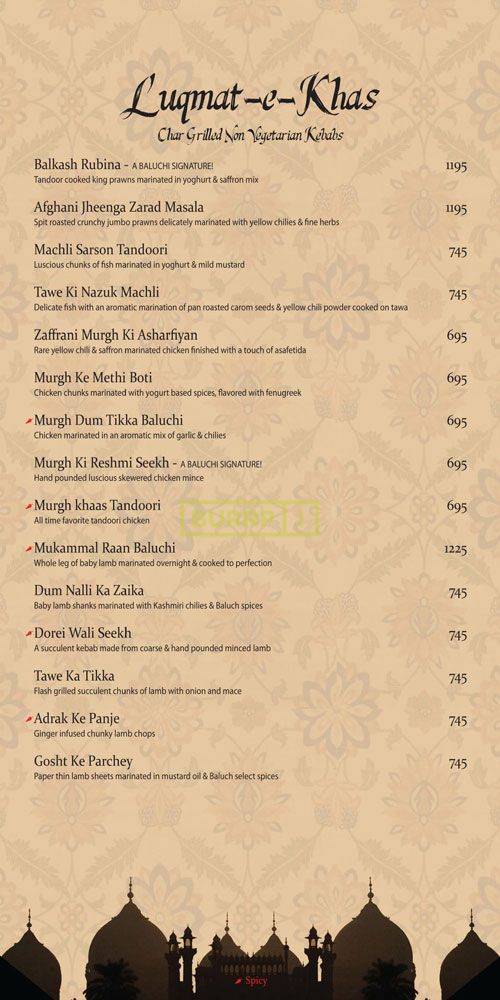 Luqmat-e-Khas
Char Grilled Non Vegetarian Kebabs
Balkash Rubina - A BALUCHI SIGNATURE! 1195
Tandoor cooked king prawns marinated in yoghurt & saffron mix
Afghani Jheenga Zarad Masala 1195
Spit roasted crunchy jumbo prawns delicately marinated with yellow chilies & fine herbs
Machli Sarson Tandoori 745
Luscious chunks of fish marinated in yoghurt & mild mustard
Tawe Ki Nazuk Machli 745
Delicate fish with an aromatic marination of pan roasted carom seeds & yellow chili powder cooked on tawa
Zaffrani Murgh Ki Asharfiyan 695
Rare yellow chili & saffron marinated chicken finished with a touch of asafetida
Murgh Ke Methi Boti 695
Chicken chunks marinated with yogurt based spices, flavored with fenugreek
Murgh Dum Tikka Baluchi 695
Chicken marinated in an aromatic mix of garlic & chilies
Murgh Ki Reshmi Seekh - A BALUCHI SIGNATURE! 695
Hand pounded luscious skewered chicken mince
Murgh khaas Tandoori 695
All time favorite tandoori chicken
BURRP!
Mukammal Raan Baluchi 1225
Whole leg of baby lamb marinated overnight & cooked to perfection
Dum Nalli Ka Zaika 745
Baby lamb shanks marinated with Kashmiri chilies & Baluch spices
Dorei Wali Seekh 745
A succulent kebab made from coarse & hand pounded minced lamb
Tawe Ka Tikka 745
Flash grilled succulent chunks of lamb with onion and mace
Adrak Ke Panje 745
Ginger infused chunky lamb chops
Gosht Ke Parchey 745
Paper thin lamb sheets marinated in mustard oil & Baluch select spices
Spicy